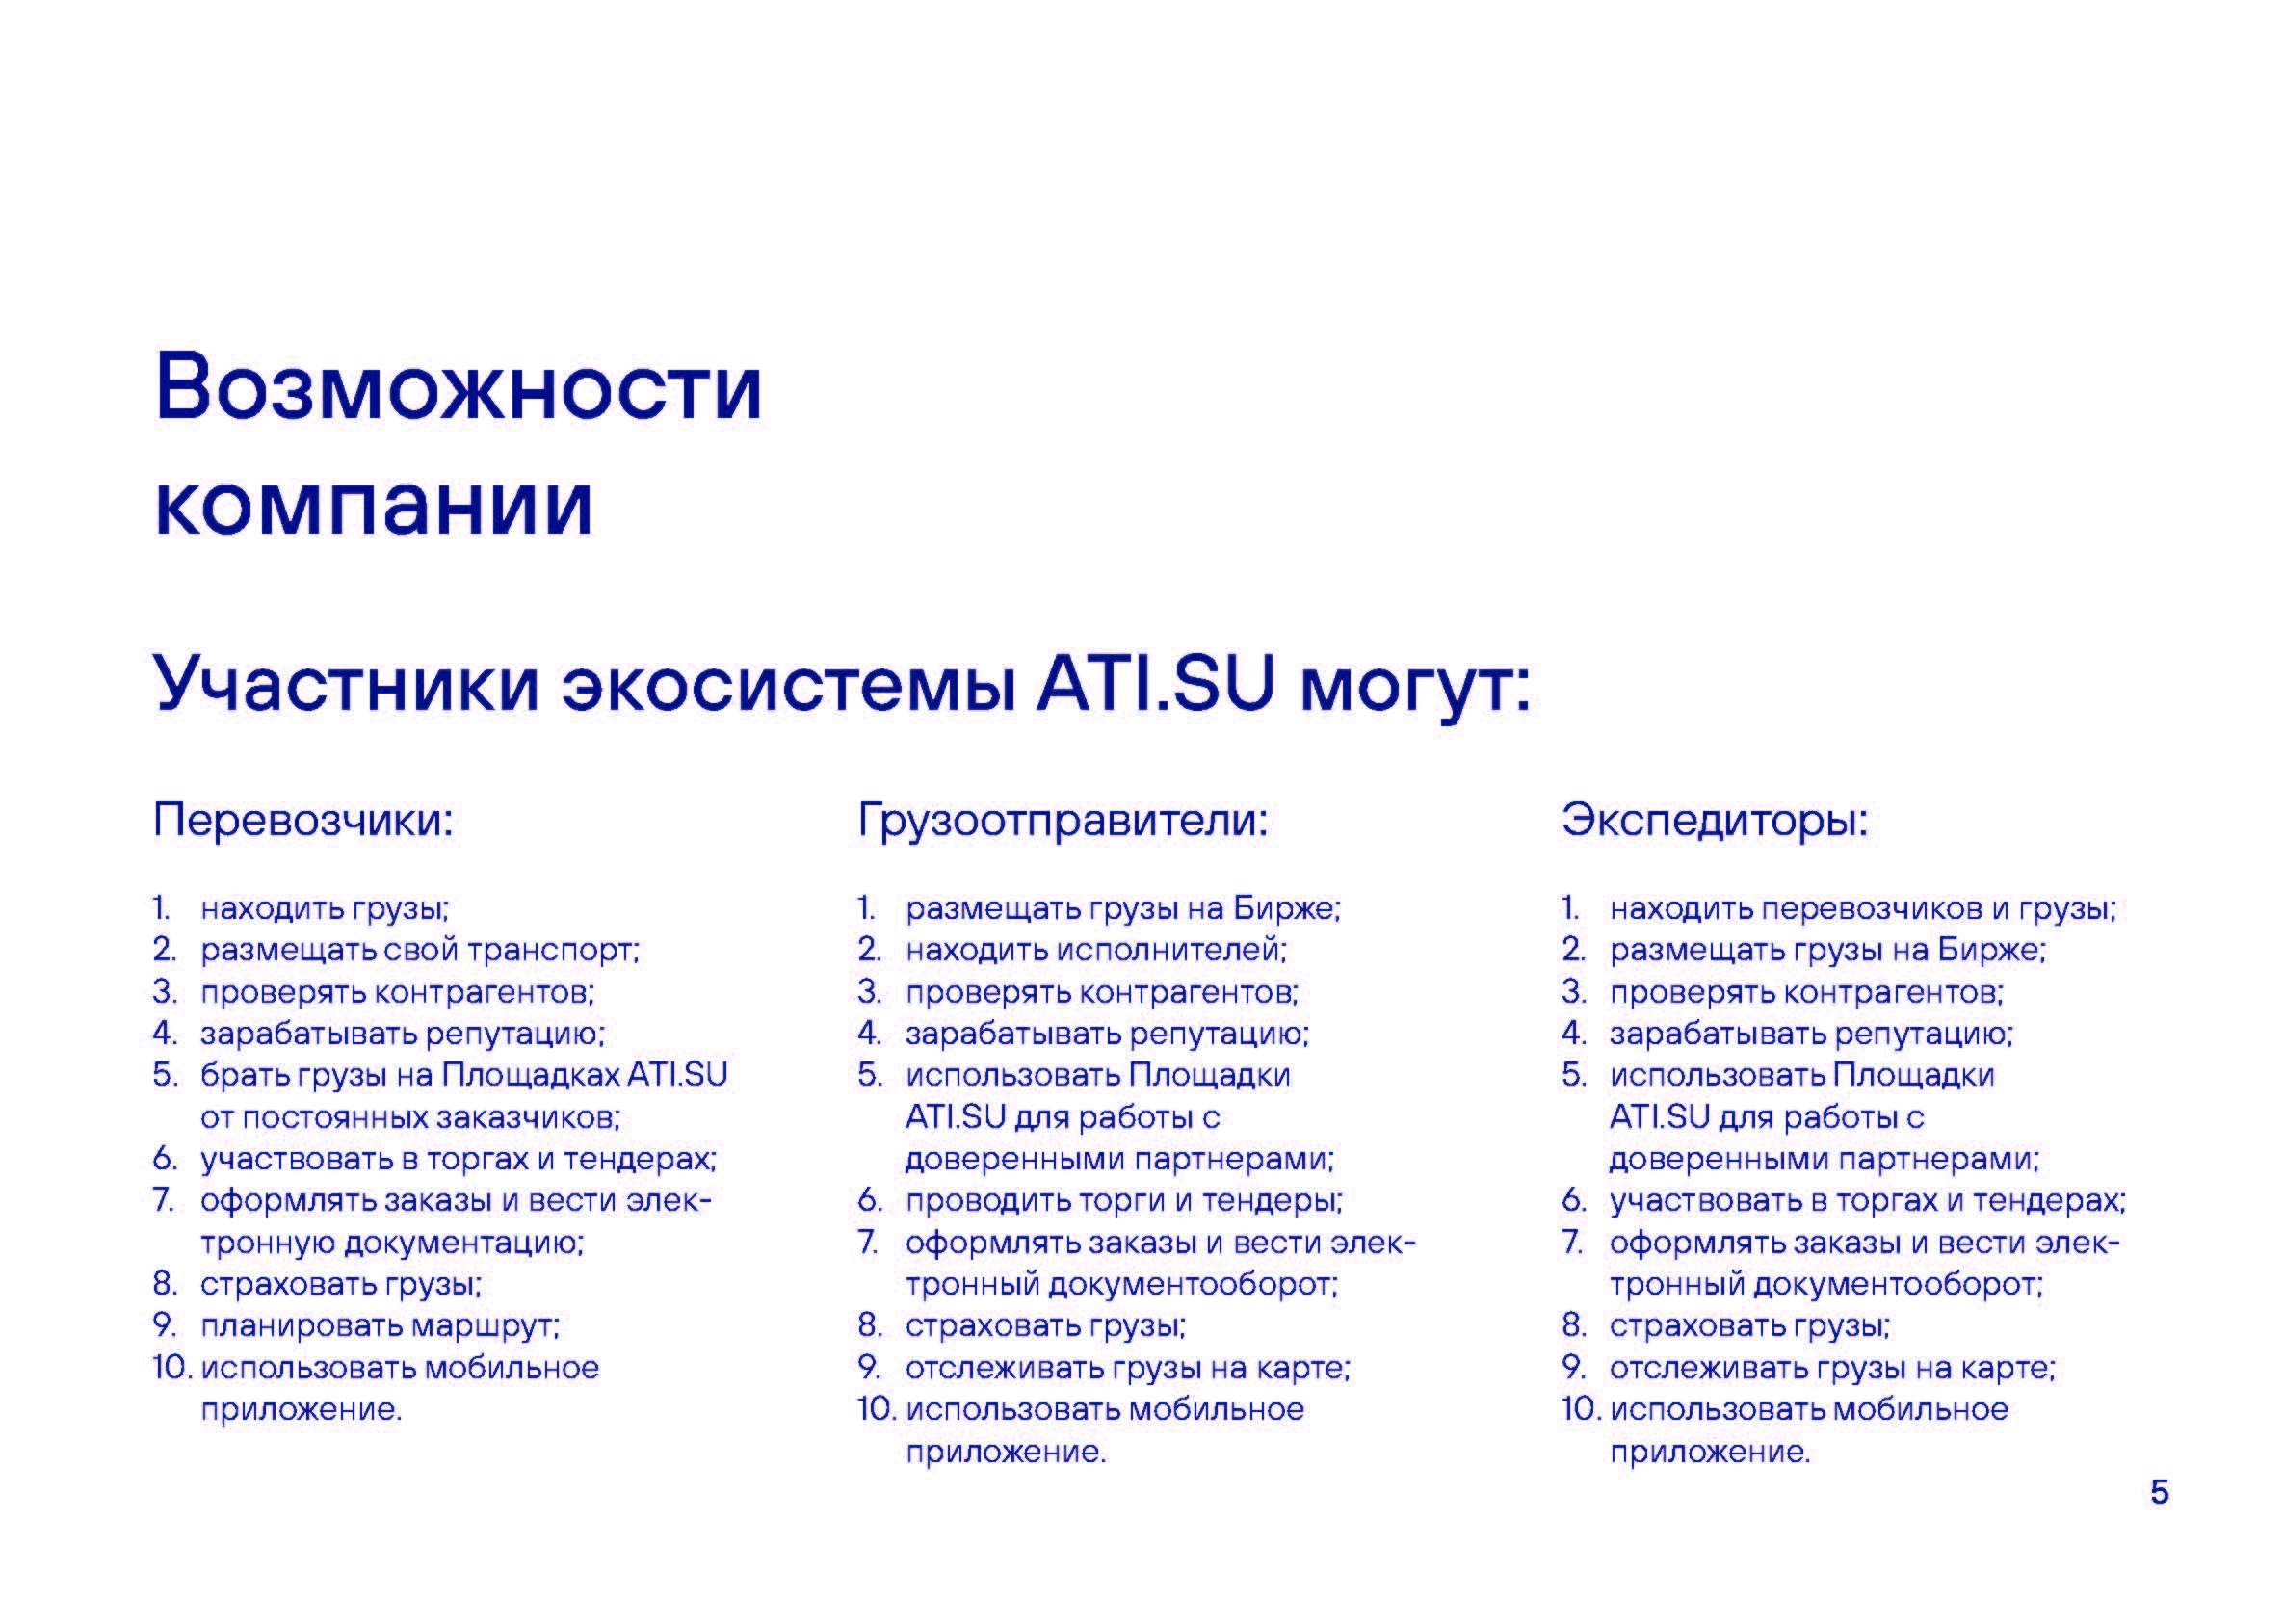 Возможности
компании
Участники экосистемы ATI.SU могут:
Перевозчики:
1. находить грузы;
2. размещать свой транспорт;
3. проверять контрагентов;
4. зарабатывать репутацию;
5. брать грузы на Площадках ATI.SU
от постоянных заказчиков;
6. участвовать в торгах и тендерах;
7. оформлять заказы и вести элек-
тронную документацию;
8. страховать грузы;
9. планировать маршрут;
10. использовать мобильное
приложение.
Грузоотправители:
1. размещать грузы на Бирже;
2. находить исполнителей;
3. проверять контрагентов;
4. зарабатывать репутацию;
5. использовать Площадки
ATI.SU для работы с
доверенными партнерами;
6. проводить торги и тендеры;
7. оформлять заказы и вести элек-
тронный документооборот;
8. страховать грузы;
9. отслеживать грузы на карте;
10. использовать мобильное
приложение.
Экспедиторы:
1. находить перевозчиков и грузы;
2. размещать грузы на Бирже;
3. проверять контрагентов;
4. зарабатывать репутацию;
5. использовать Площадки
ATI.SU для работы с
доверенными партнерами;
6. участвовать в торгах и тендерах;
7. оформлять заказы и вести элек-
тронный документооборот;
8. страховать грузы;
9. отслеживать грузы на карте;
10. использовать мобильное
приложение.
5